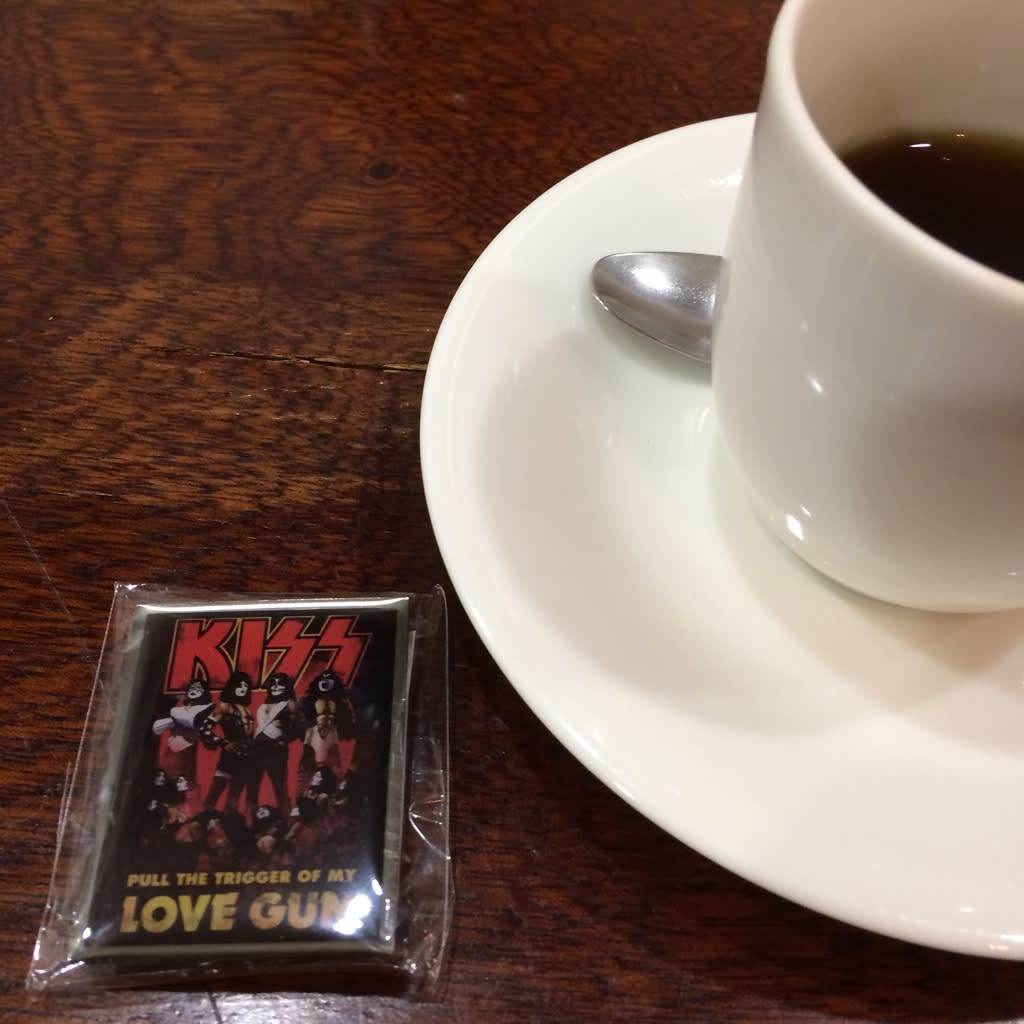 KISS
PULL THE TRIGGER OF MY
LOVE GUN